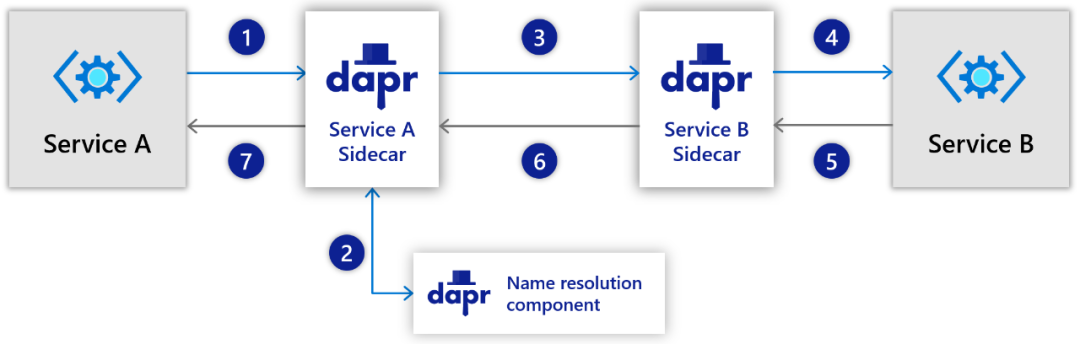 1
3
4
dapr
dapr
Service A
Service A
Sidecar
Service B
Sidecar
Service B
7
6
5
2
dapr
Name resolution
component